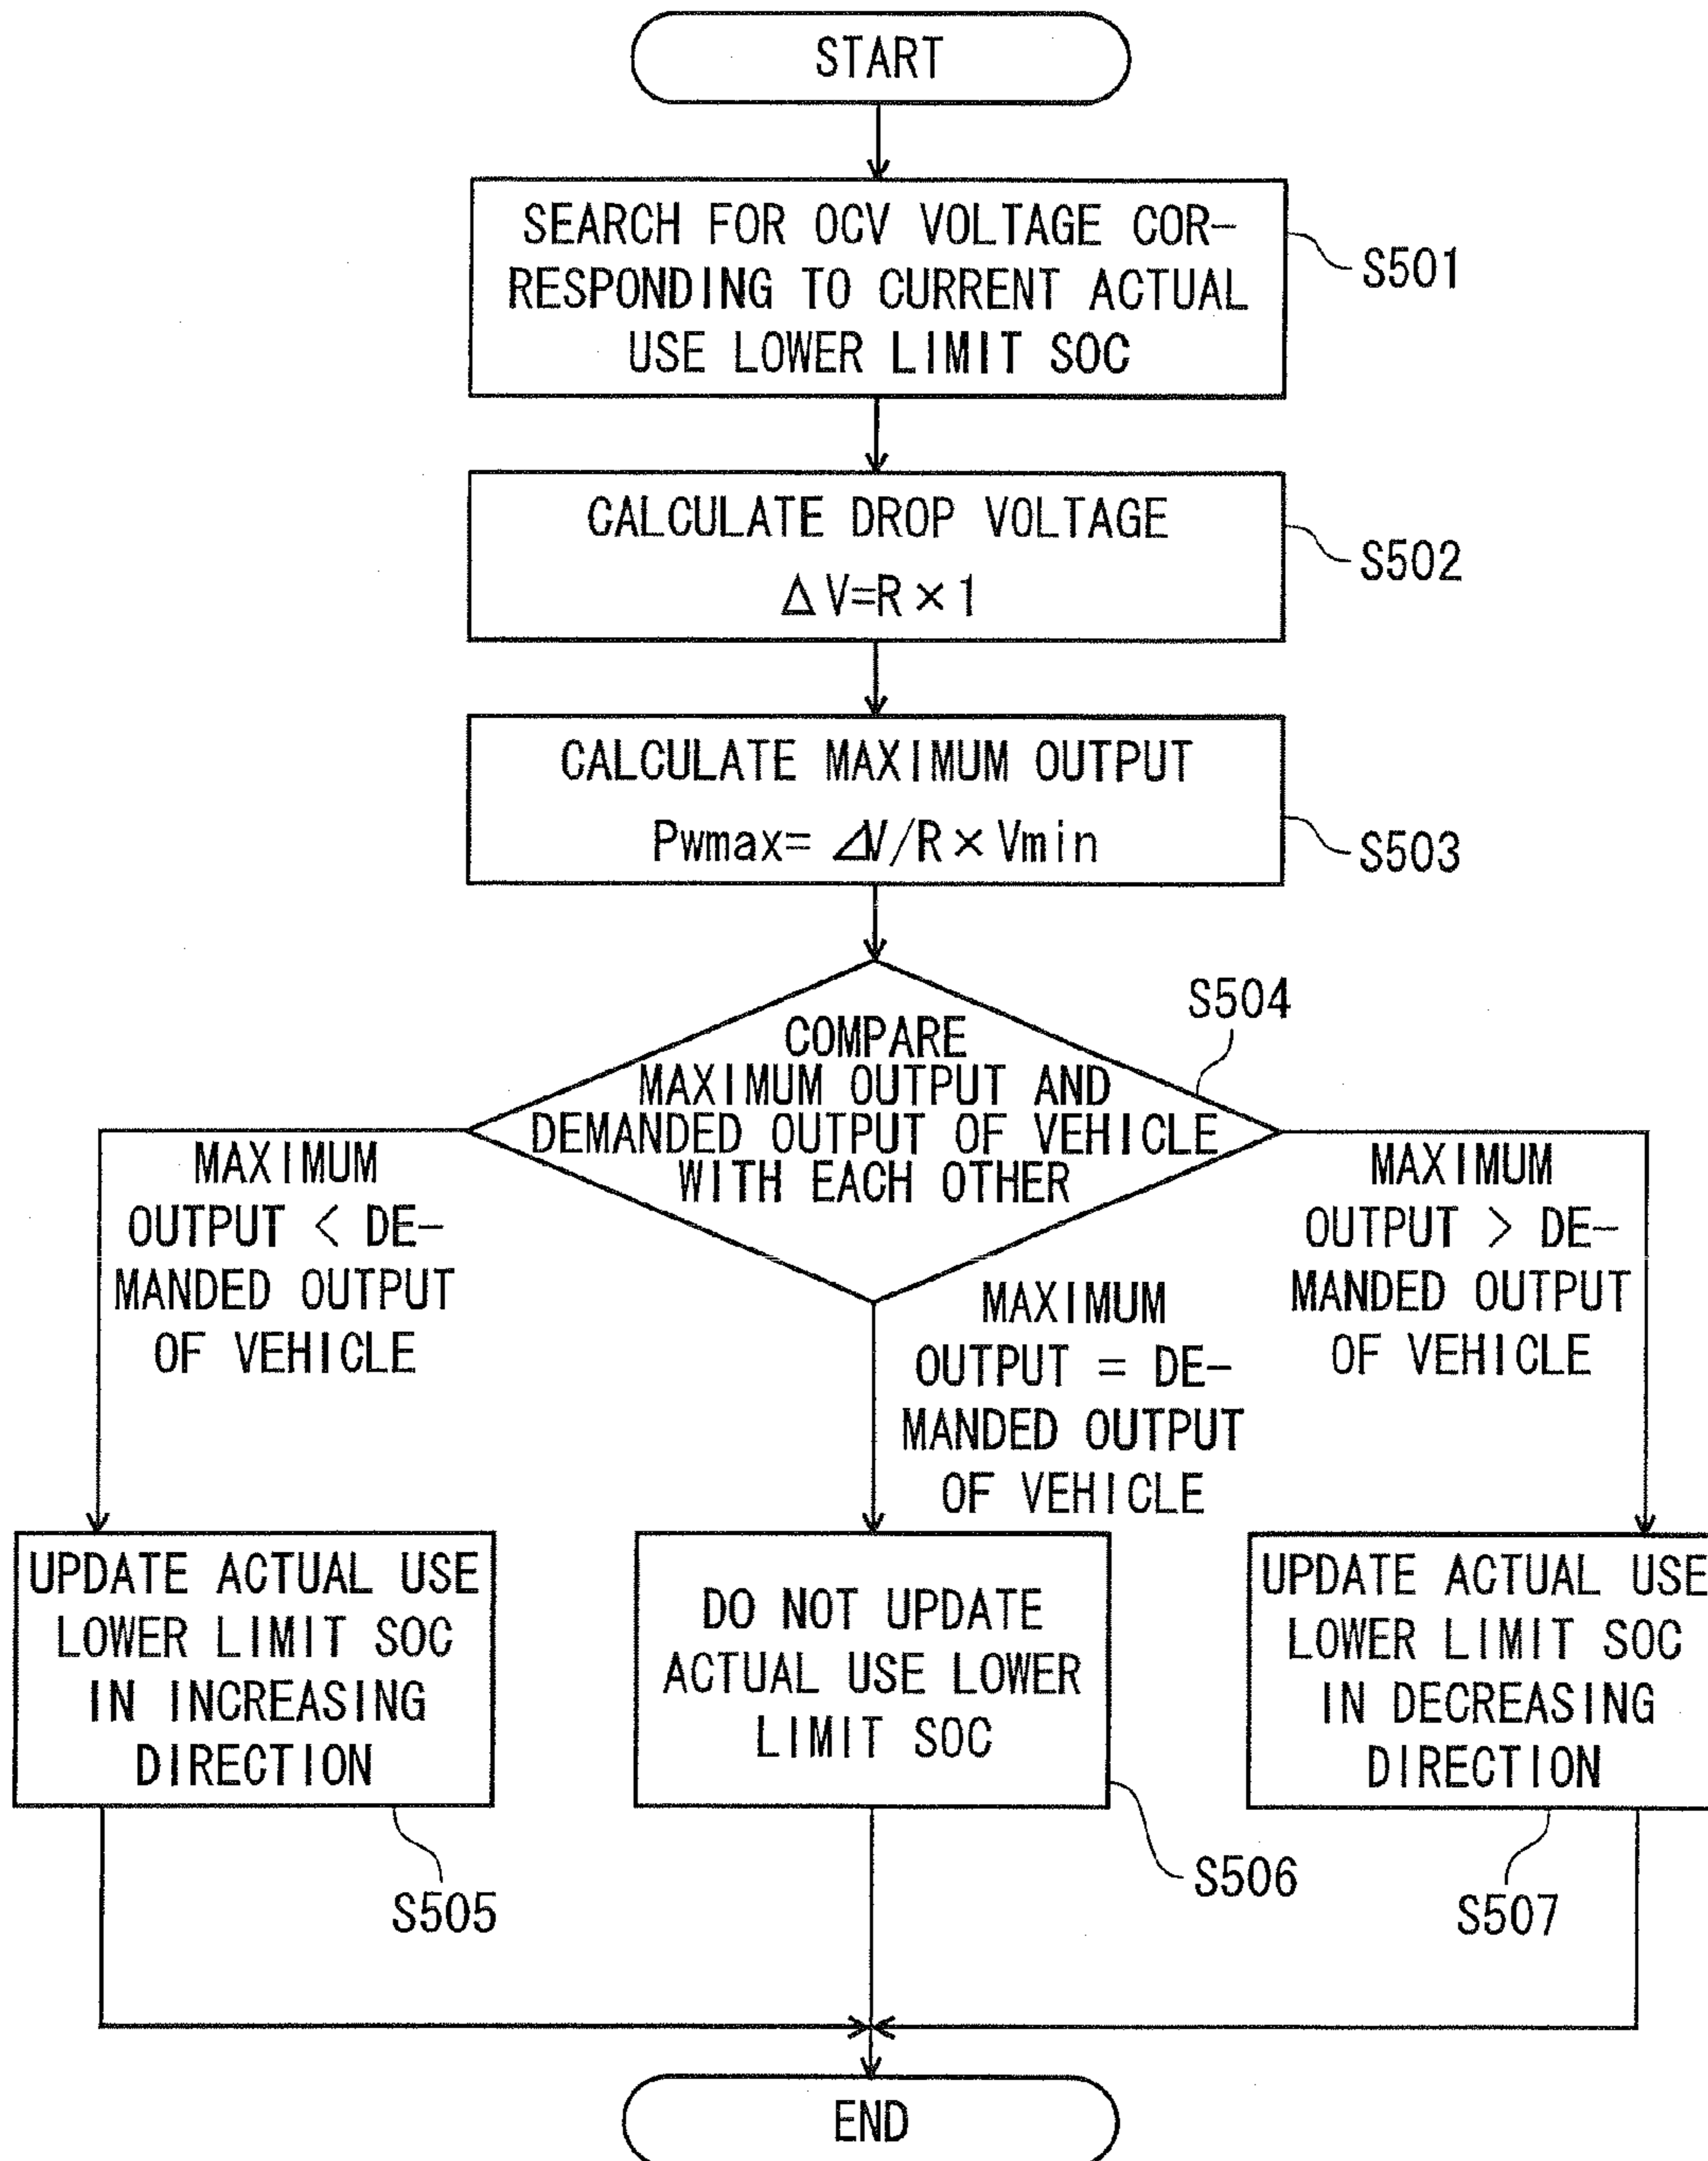 START
SEARCH FOR OCV VOLTAGE COR-
RESPONDING TO CURRENT ACTUAL
USE LOWER LIMIT SOC
S501
CALCULATE DROP VOLTAGE
ΔV=R×1
S502
CALCULATE MAXIMUM OUTPUT
Pwmax= ΔV/R×Vmin
S503
S504
COMPARE
MAXIMUM OUTPUT AND
DEMANDED OUTPUT OF VEHICLE
WITH EACH OTHER
MAXIMUM
OUTPUT < DE-
MANDED OUTPUT
OF VEHICLE
MAXIMUM
OUTPUT = DE-
MANDED OUTPUT
OF VEHICLE
MAXIMUM
OUTPUT > DE-
MANDED OUTPUT
OF VEHICLE
UPDATE ACTUAL USE
LOWER LIMIT SOC
IN INCREASING
DIRECTION
S505
DO NOT UPDATE
ACTUAL USE LOWER
LIMIT SOC
S506
UPDATE ACTUAL USE
LOWER LIMIT SOC
IN DECREASING
DIRECTION
S507
END